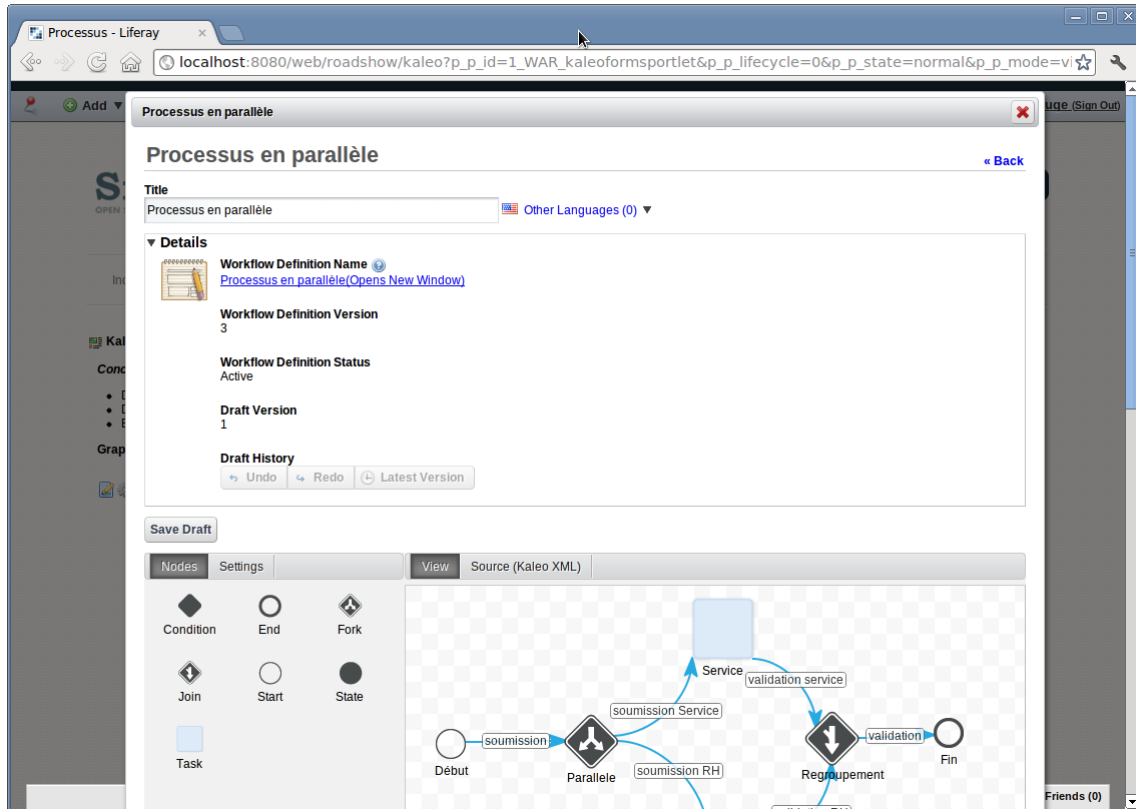 Processus - Liferay
localhost:8080/web/roadshow/kaleo?p_p_id=1_WAR_kaleoformsportlet&p_p_lifecycle=0&p_p_state=normal&p_p_mode=vi
Add
(Sign Out)
Processus en parallèle
Processus en parallèle
« Back
OPEN
Title
Processus en parallèle
Other Languages (0)
Details
Workflow Definition Name
Processus en parallèle(Opens New Window)
Workflow Definition Version
3
Workflow Definition Status
Active
Draft Version
1
Draft History
Undo
Redo
Latest Version
Save Draft
Nodes
Settings
View
Source (Kaleo XML)
Condition
End
Fork
Join
Start
State
Task
Service
validation service
soumission Service
soumission
validation
Début
Parallele
soumission RH
Regroupement
Fin
Friends (0)